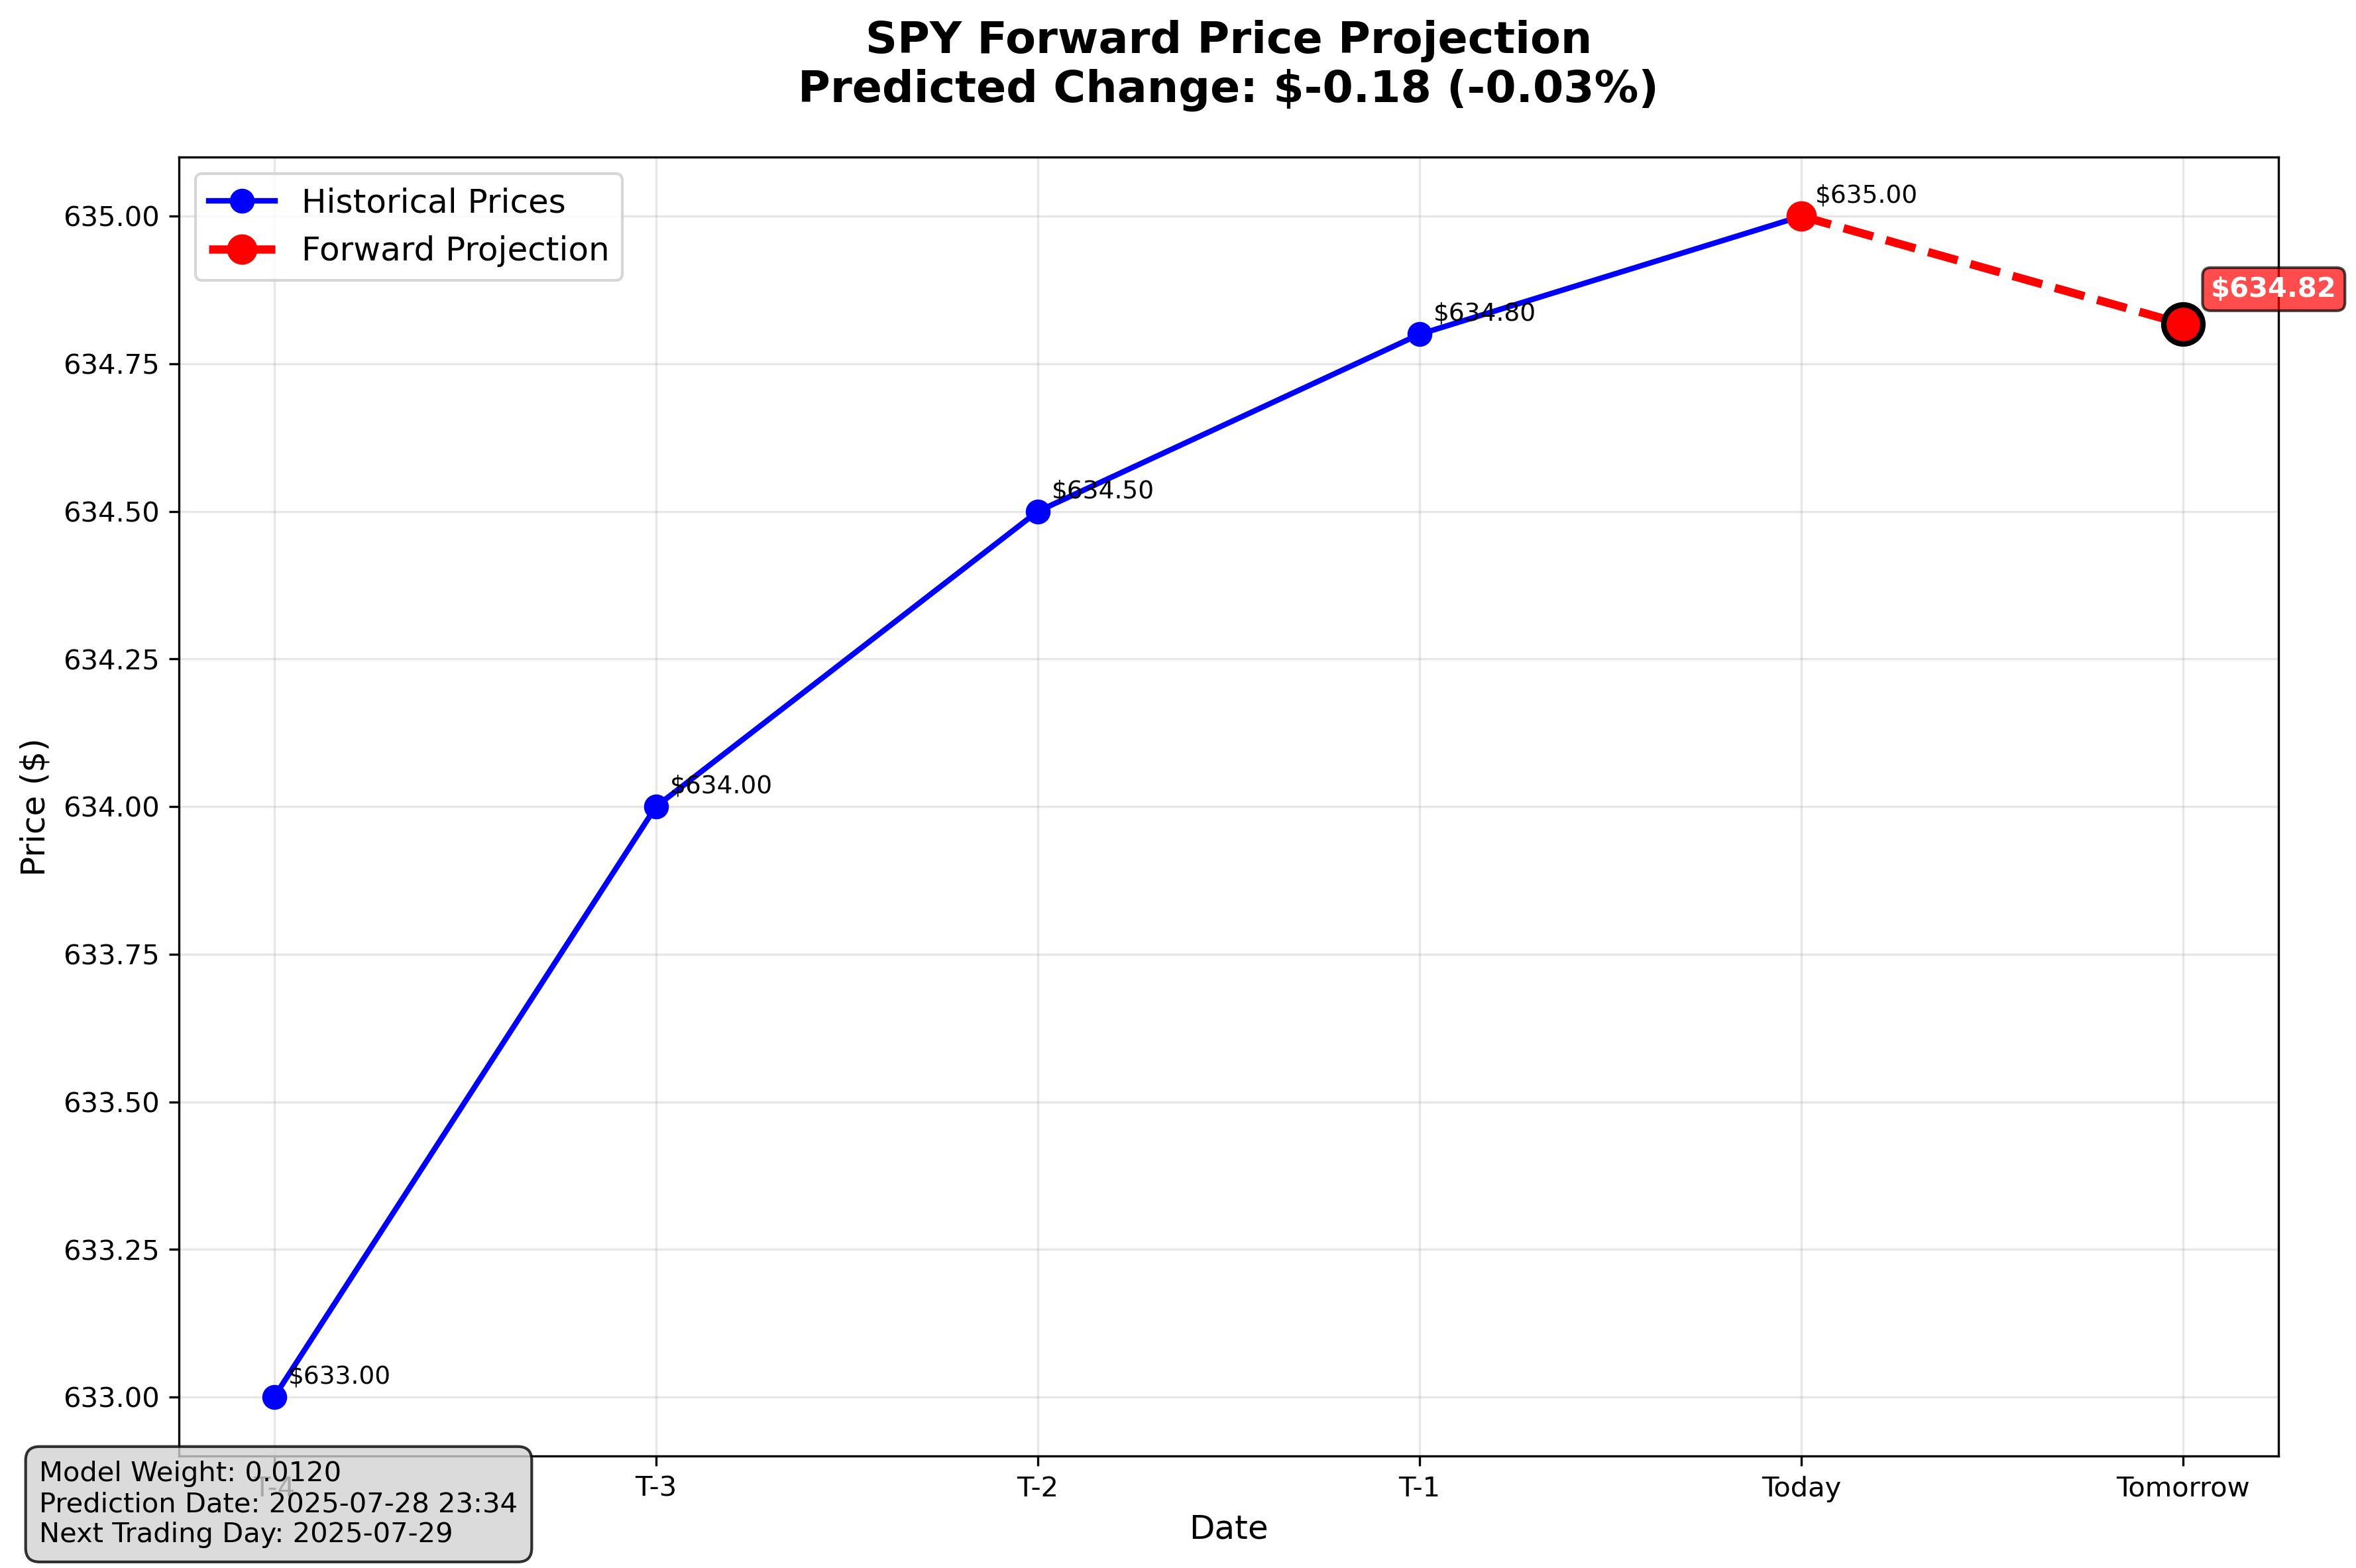 SPY Forward Price Projection
Predicted Change: $-0.18 (-0.03%)
Historical Prices
Forward Projection
635.00
634.75
634.50
634.25
634.00
633.75
633.50
633.25
633.00
Price ($)
$633.00
$634.00
$634.50
$634.80
$635.00
$634.82
T-4
T-3
T-2
T-1
Today
Tomorrow
Date
Model Weight: 0.0120
Prediction Date: 2025-07-28 23:34
Next Trading Day: 2025-07-29